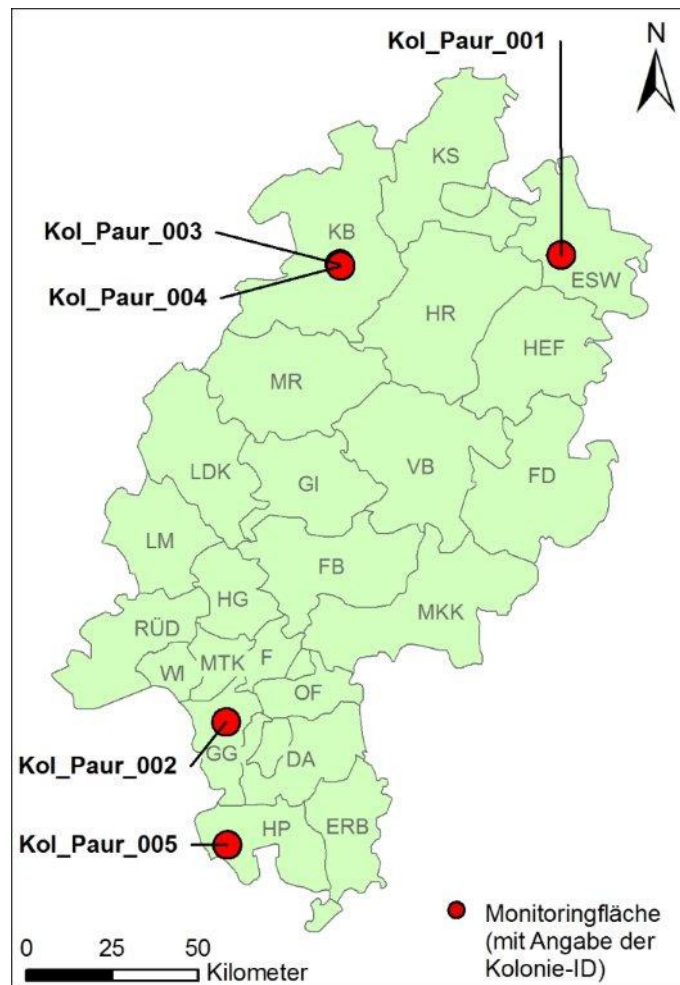 Kol_Paur_001
N
KS
Kol_Paur_003
KB
Kol_Paur_004
ESW
HR
HEF
MR
LDK
GI
VB
FD
LM
FB
HG
MKK
RÜD
MTK
F
WI
OF
GG
DA
Kol_Paur_002
Kol_Paur_005
HP
ERB
Monitoringfläche
(mit Angabe der
Kolonie-ID)
0 25 50
Kilometer